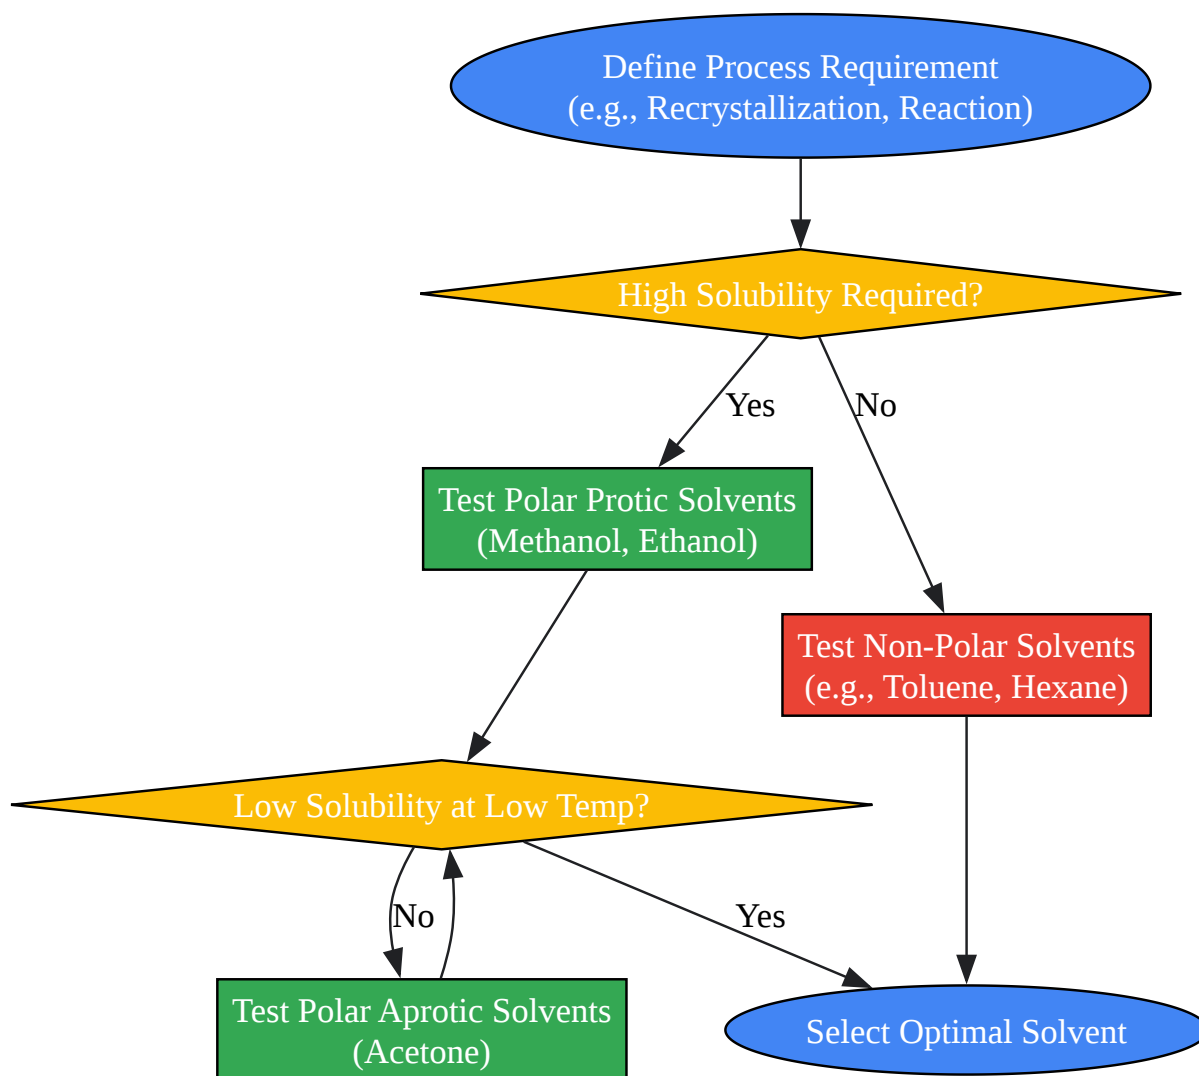 Define Process Requirement
(e.g., Recrystallization, Reaction)
High Solubility Required?
Yes
No
Test Polar Protic Solvents
(Methanol, Ethanol)
Test Non-Polar Solvents
(e.g., Toluene, Hexane)
Low Solubility at Low Temp?
No
Yes
Test Polar Aprotic Solvents
(Acetone)
Select Optimal Solvent